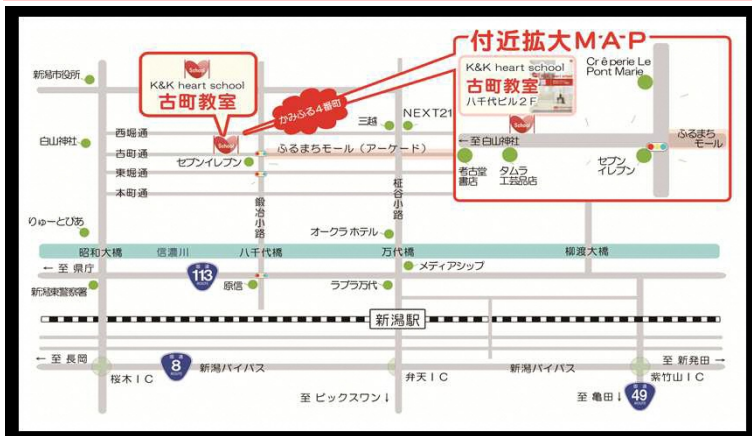 付近拡大M·A·P
School
K&K heart school
古町教室
K&K heart school
古町教室
八千代ビル2F
School
Crêperie Le
Pont Marie
かみふる4番町
新潟市役所
三越
NEXT21
←至白山神社
ふるまち
モール
白山神社
西堀通
School
古町通
セブンイレブン
ふるまちモール(アーケード)
考古堂
書店
タムラ
工芸品店
セブン
イレブン
東堀通
本町通
鍛冶小路
柾谷小路
りゅーとぴあ
オークラホテル
昭和大橋
信濃川
八千代橋
万代橋
柳渡大橋
← 至 県庁
113
ROUTE
メディアシップ
新潟東警察署
原信
ラブラ万代
新潟駅
← 至 長岡
8
ROUTE
新潟バイパス
新潟バイパス
至 新発田 →
桜木IC
弁天IC
紫竹山IC
至 ビックスワン↓
至 亀田↓
49
ROUTE